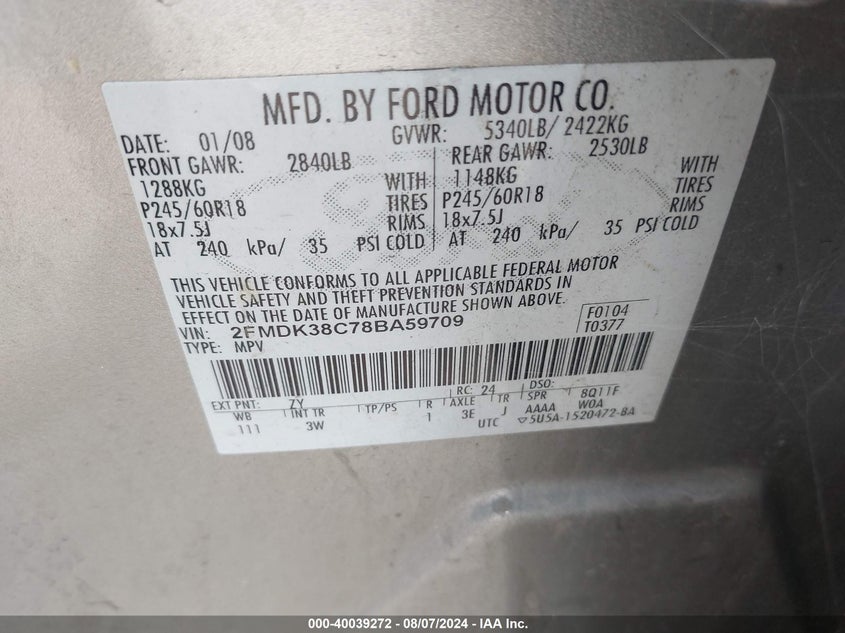 MFD. BY FORD MOTOR CO.
DATE: 01/08 GVWR: 5340LB/ 2422KG
FRONT GAWR: 2840LB REAR GAWR: 2530LB
1288KG WITH 1148KG WITH
P245/60R18 TIRES P245/60R18 TIRES
18x7.5J RIMS 18x7.5J RIMS
AT 240 kPa/ 35 PSI COLD AT 240 kPa/ 35 PSI COLD
THIS VEHICLE CONFORMS TO ALL APPLICABLE FEDERAL MOTOR
VEHICLE SAFETY AND THEFT PREVENTION STANDARDS IN
EFFECT ON THE DATE OF MANUFACTURE SHOWN ABOVE.
VIN: 2FMDK38C78BA59709 F0104
TYPE: MPV T0377
EXT PNT: ZY RC: 24 DSO:
WB INT TR TP/PS R AXLE TR SPR 8Q11F
111 3W 1 3E J AAAA W0A
UTC ▽5U5A-1520472-BA
000-40039272 - 08/07/2024 - IAA Inc.